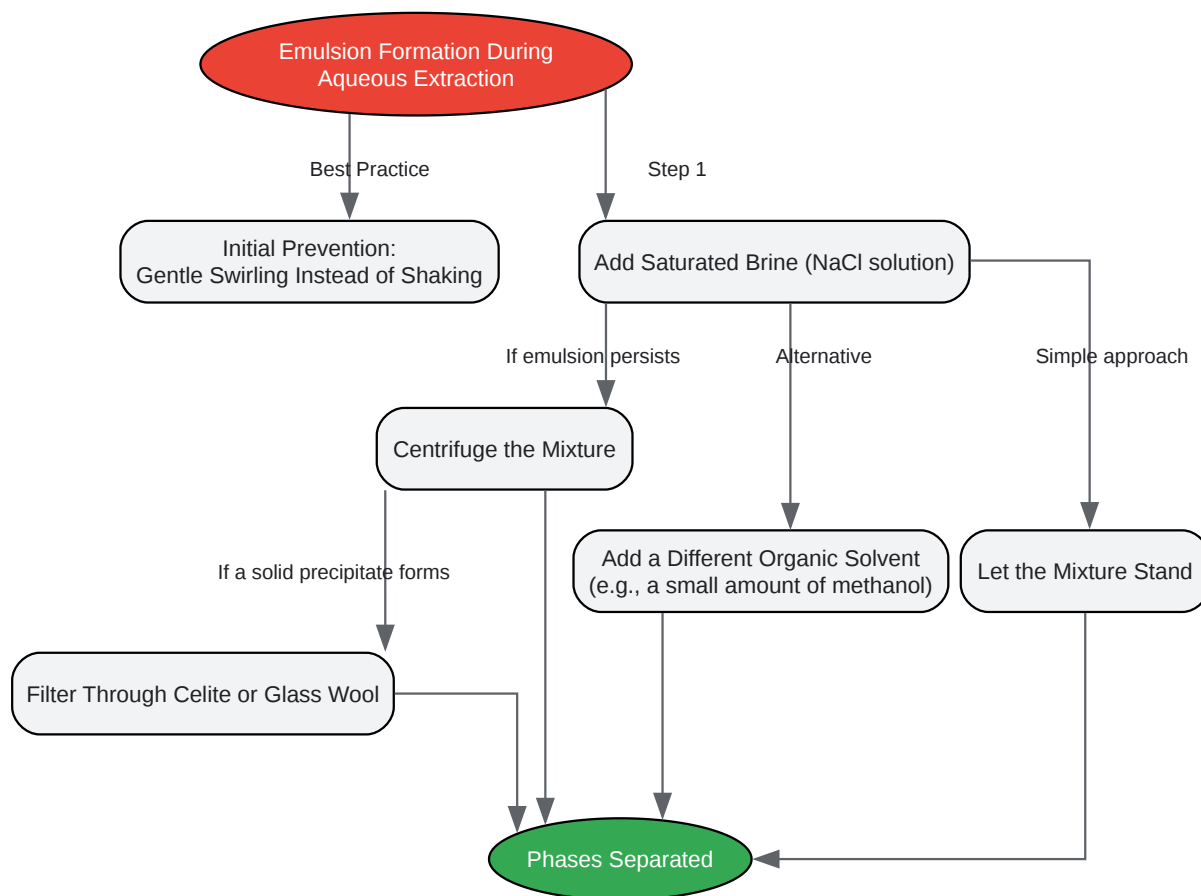 Emulsion Formation During
Aqueous Extraction
Best Practice
Step 1
Initial Prevention:
Gentle Swirling Instead of Shaking
Add Saturated Brine (NaCl solution)
If emulsion persists
Alternative
Simple approach
Centrifuge the Mixture
If a solid precipitate forms
Add a Different Organic Solvent
(e.g., a small amount of methanol)
Let the Mixture Stand
Filter Through Celite or Glass Wool
Phases Separated